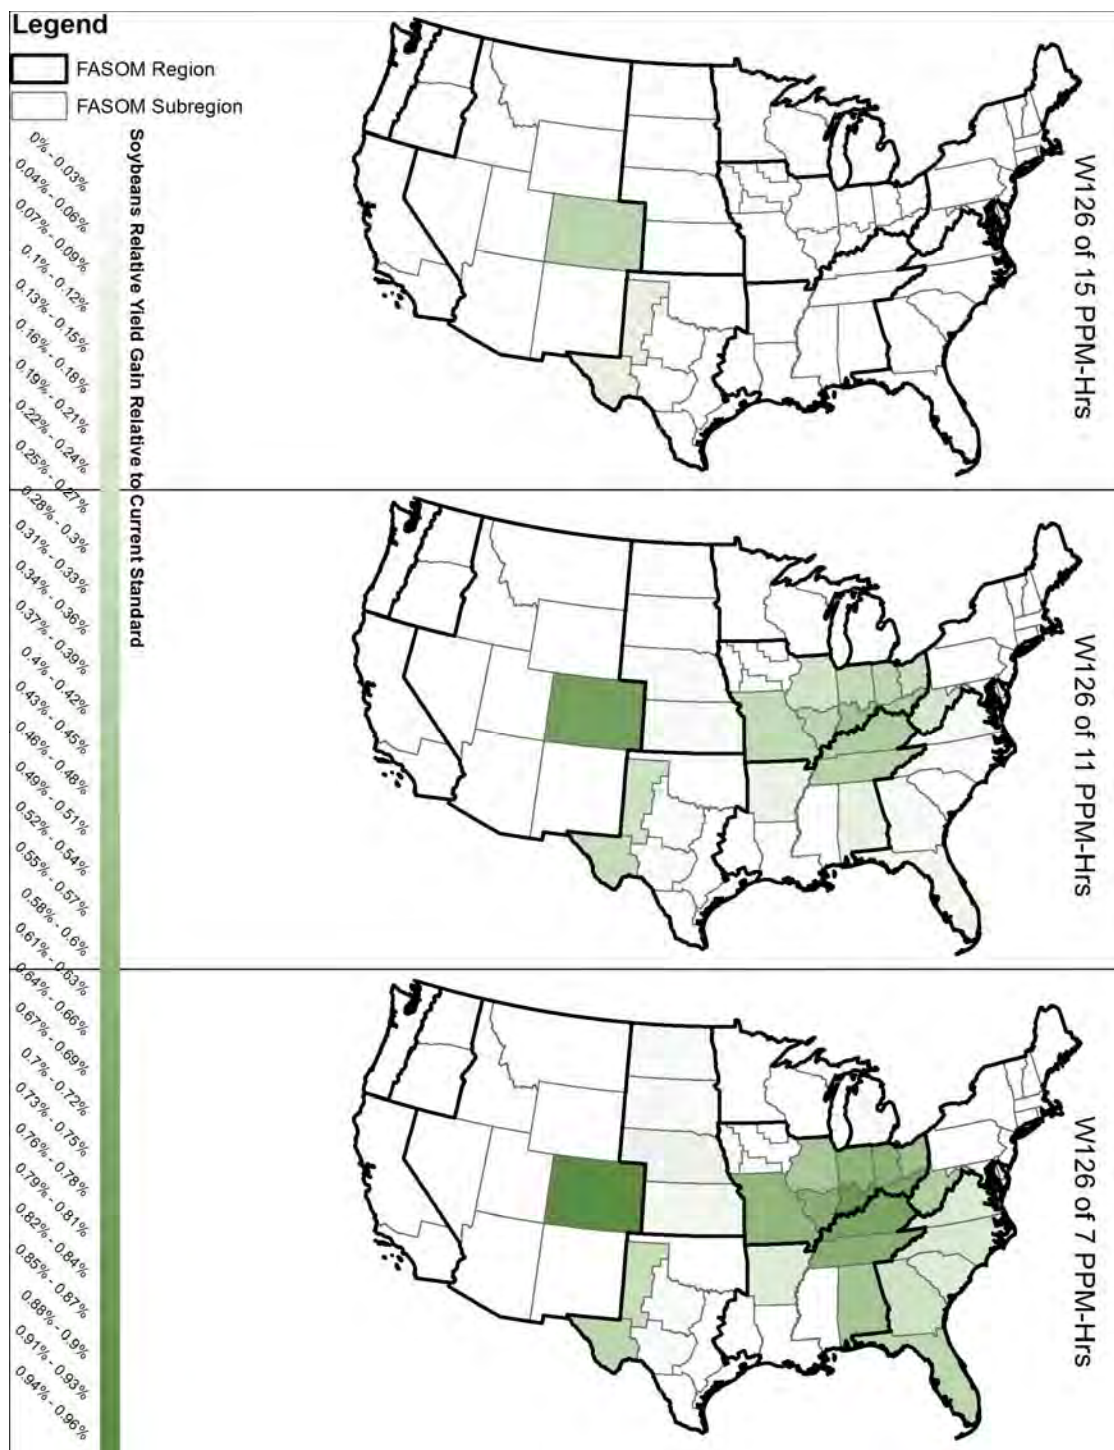 Legend
FASOM Region
FASOM Subregion
Soybeans Relative Yield Gain Relative to Current Standard
0% - 0.03%
0.04% - 0.06%
0.07% - 0.09%
0.1% - 0.12%
0.13% - 0.15%
0.16% - 0.18%
0.19% - 0.21%
0.22% - 0.24%
0.25% - 0.27%
0.28% - 0.3%
0.31% - 0.33%
0.34% - 0.36%
0.37% - 0.39%
0.4% - 0.42%
0.43% - 0.45%
0.46% - 0.48%
0.49% - 0.51%
0.52% - 0.54%
0.55% - 0.57%
0.58% - 0.6%
0.61% - 0.63%
0.64% - 0.66%
0.67% - 0.69%
0.7% - 0.72%
0.73% - 0.75%
0.76% - 0.78%
0.79% - 0.81%
0.82% - 0.84%
0.85% - 0.87%
0.88% - 0.9%
0.91% - 0.93%
0.94% - 0.96%
W126 of 15 PPM-Hrs
W126 of 11 PPM-Hrs
W126 of 7 PPM-Hrs